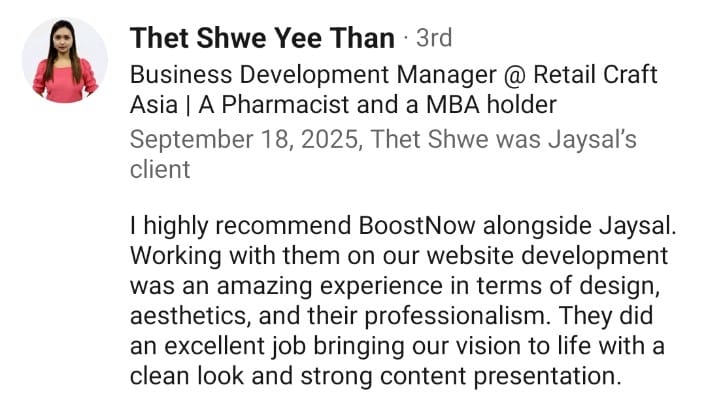 Thet Shwe Yee Than · 3rd
Business Development Manager @ Retail Craft
Asia | A Pharmacist and a MBA holder
September 18, 2025, Thet Shwe was Jaysal’s
client
I highly recommend BoostNow alongside Jaysal.
Working with them on our website development
was an amazing experience in terms of design,
aesthetics, and their professionalism. They did
an excellent job bringing our vision to life with a
clean look and strong content presentation.